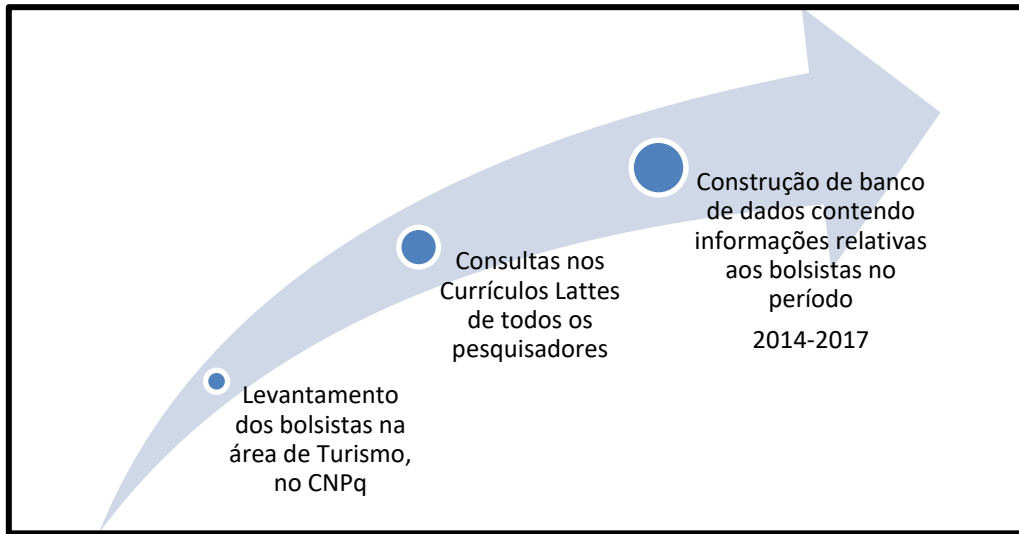 Levantamento
dos bolsistas na
área de Turismo,
no CNPq
Consultas nos
Currículos Lattes
de todos os
pesquisadores
Construção de banco
de dados contendo
informações relativas
aos bolsistas no
período
2014-2017